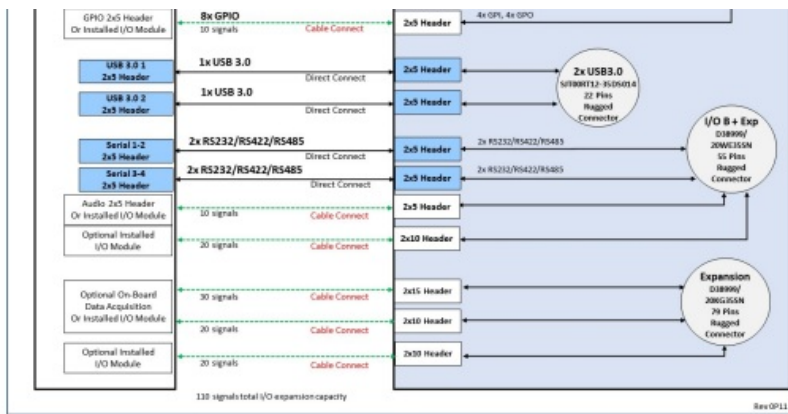 GPIO 2x5 Header
Or Installed I/O Module
8x GPIO
10 signals
Cable Connect
2x5 Header
4x GPI, 4x GPO
USB 3.0 1
2x5 Header
1x USB 3.0
Direct Connect
2x5 Header
USB 3.0 2
2x5 Header
1x USB 3.0
Direct Connect
2x5 Header
2x USB3.0
22 Pins
Rugged
Connector
Serial 1-2
2x5 Header
2x RS232/RS422/RS485
Direct Connect
2x5 Header
2x RS232/RS422/RS485
Serial 3-4
2x5 Header
2x RS232/RS422/RS485
Direct Connect
2x5 Header
2x RS232/RS422/RS485
I/O B + Exp
D38999/
20WE35SN
55 Pins
Rugged
Connector
Audio 2x5 Header
Or Installed I/O Module
10 signals
Cable Connect
2x5 Header
Optional Installed
I/O Module
20 signals
Cable Connect
2x10 Header
Optional On-Board
Data Acquisition
Or Installed I/O Module
30 signals
Cable Connect
2x15 Header
20 signals
Cable Connect
2x10 Header
Expansion
D38999/
20WG35SN
79 Pins
Rugged
Connector
Optional Installed
I/O Module
20 signals
Cable Connect
2x10 Header
110 signals total I/O expansion capacity
Rev 0P11